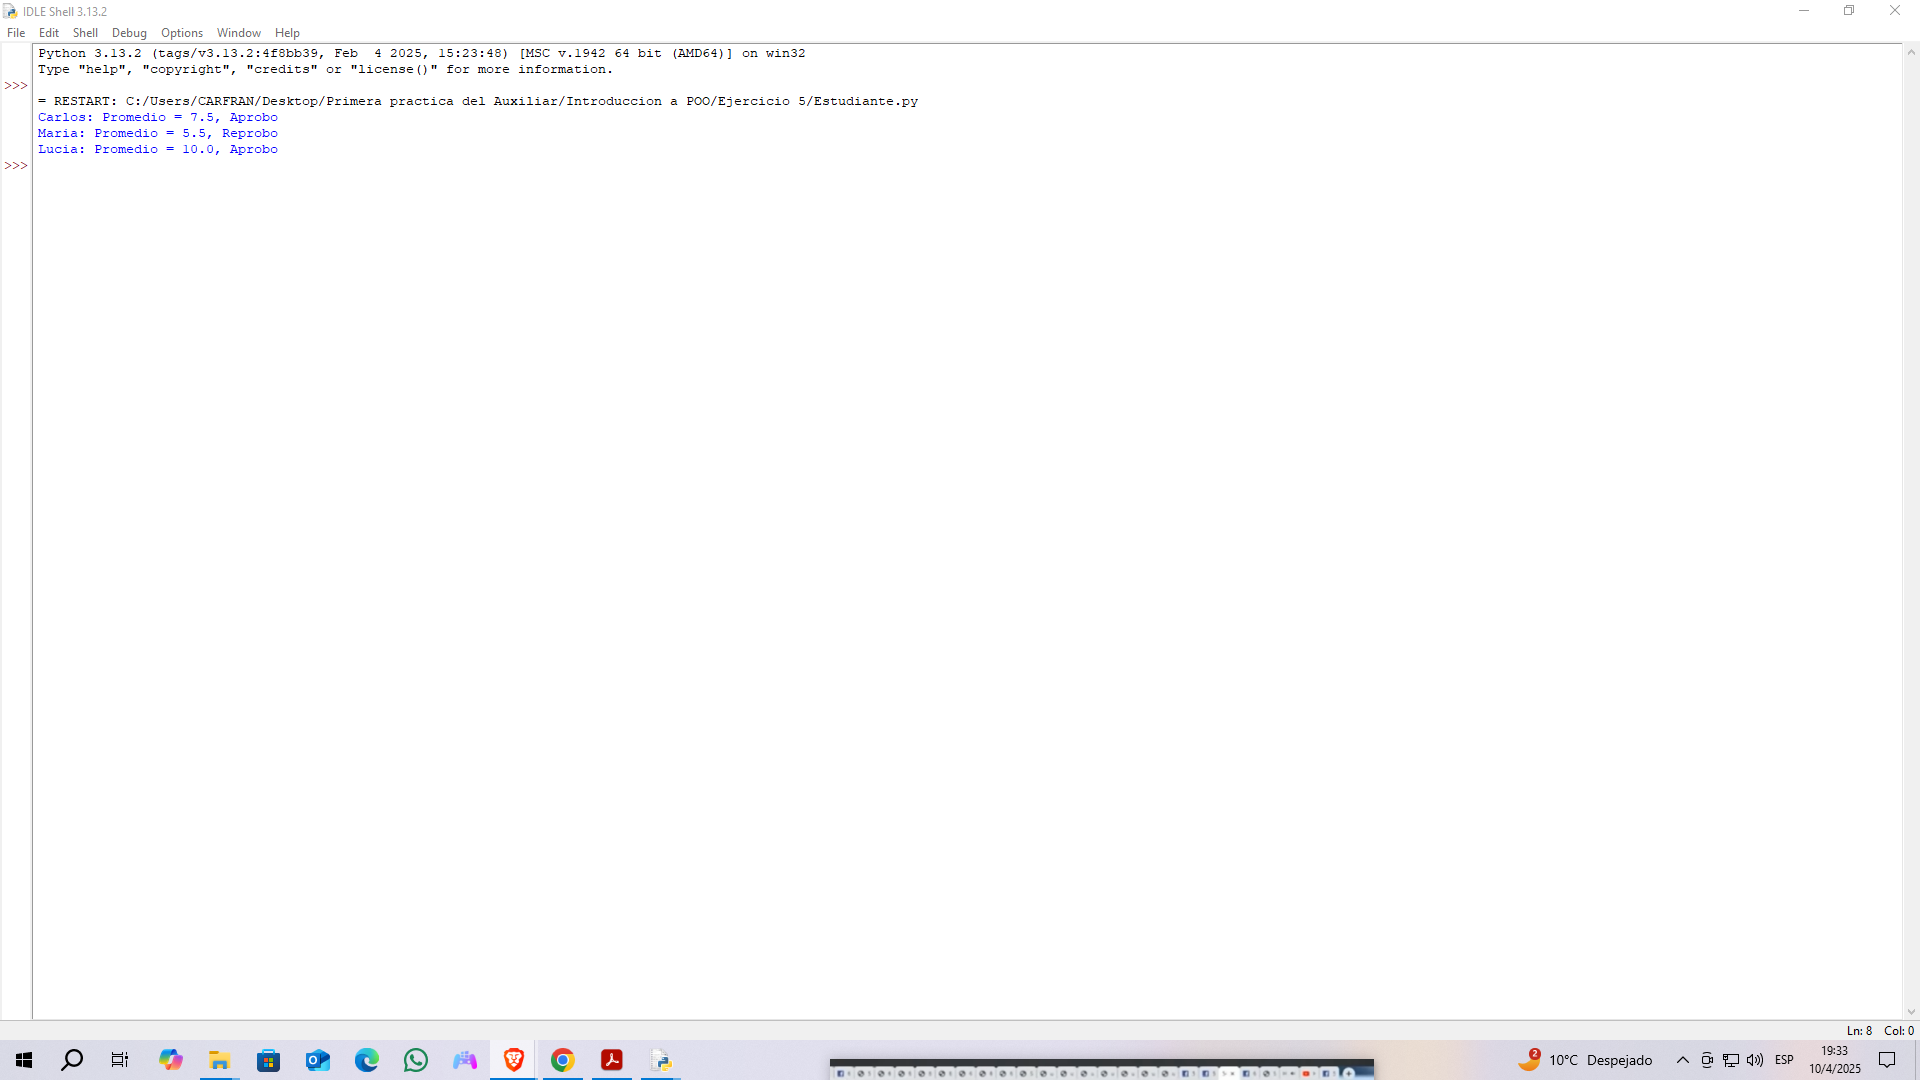 IDLE Shell 3.13.2
File Edit Shell Debug Options Window Help
Python 3.13.2 (tags/v3.13.2:4f8bb39, Feb  4 2025, 15:23:48) [MSC v.1942 64 bit (AMD64)] on win32
Type "help", "copyright", "credits" or "license()" for more information.
>>>
= RESTART: C:/Users/CARFRAN/Desktop/Primera practica del Auxiliar/Introduccion a POO/Ejercicio 5/Estudiante.py
Carlos: Promedio = 7.5, Aprobo
Maria: Promedio = 5.5, Reprobo
Lucia: Promedio = 10.0, Aprobo
>>>
Ln: 8 Col: 0
2
10°C Despejado
ESP
19:33
10/4/2025